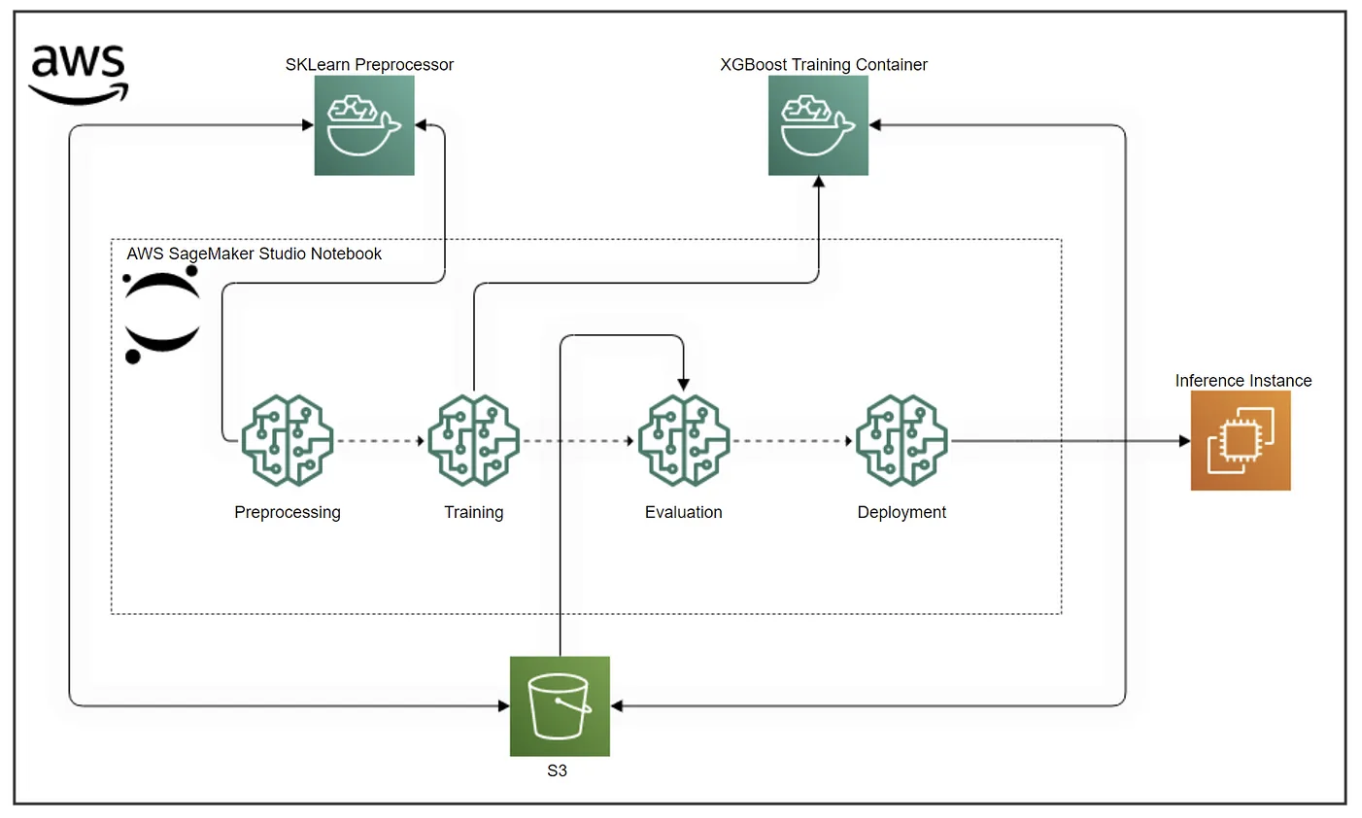 aws
SKLearn Preprocessor
XGBoost Training Container
AWS SageMaker Studio Notebook
Inference Instance
Preprocessing
Training
Evaluation
Deployment
S3